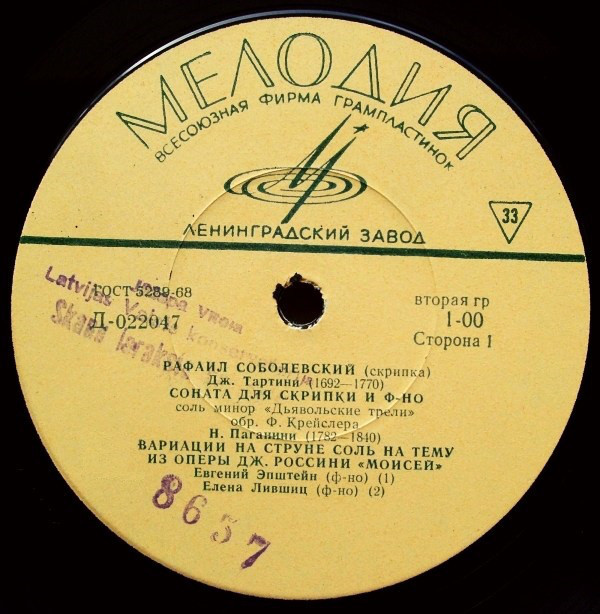 МЕЛОДИЯ
ВСЕСОЮЗНАЯ ФИРМА ГРАМПЛАСТИНОК
ЛЕНИНГРАДСКИЙ ЗАВОД
33
ГОСТ 5289-68
Д-022047
Latvijas
Skaņu
вторая гр
1-00
Сторона 1
РАФАИЛ СОБОЛЕВСКИЙ (скрипка)
Дж. Тартини (1692—1770)
СОНАТА ДЛЯ СКРИПКИ И Ф-НО
соль минор «Дьявольские трели»
обр. Ф. Крейслера
Н. Паганини (1782—1840)
ВАРИАЦИИ НА СТРУНЕ СОЛЬ НА ТЕМУ
ИЗ ОПЕРЫ ДЖ. РОССИНИ «МОИСЕЙ»
Евгений Эпштейн (ф-но) (1)
Елена Лившиц (ф-но) (2)
8637